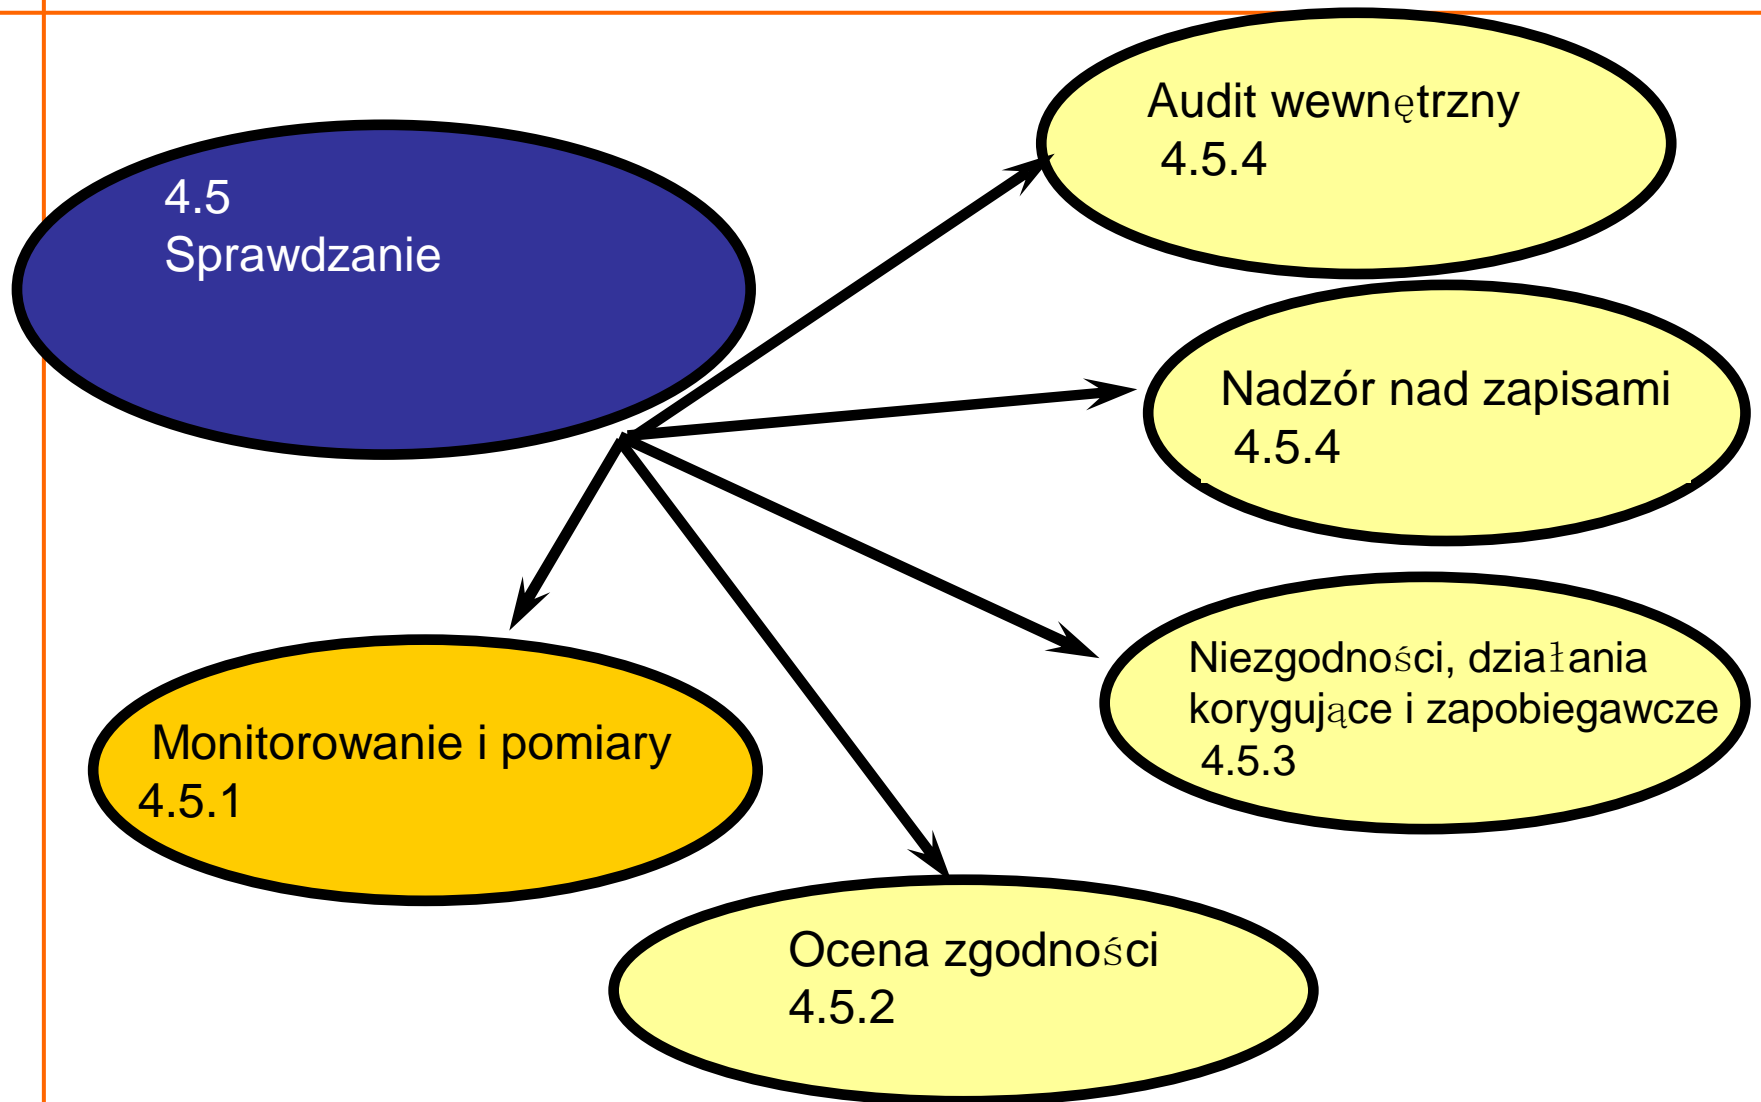 4.5
Sprawdzanie
Audit wewnętrzny
4.5.4
Nadzór nad zapisami
4.5.4
Niezgodności, działania
korygujące i zapobiegawcze
4.5.3
Monitorowanie i pomiary
4.5.1
Ocena zgodności
4.5.2